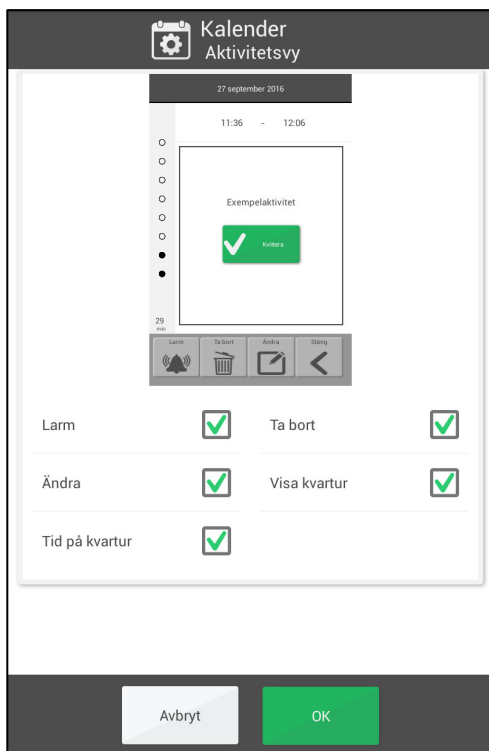 Kalender
Aktivitetsvy
27 september 2016
11:36 - 12:06
Exempelaktivitet
Kvittera
29
min
Larm Ta bort Ändra Stäng
Larm Ta bort
Ändra Visa kvartur
Tid på kvartur
Avbryt OK